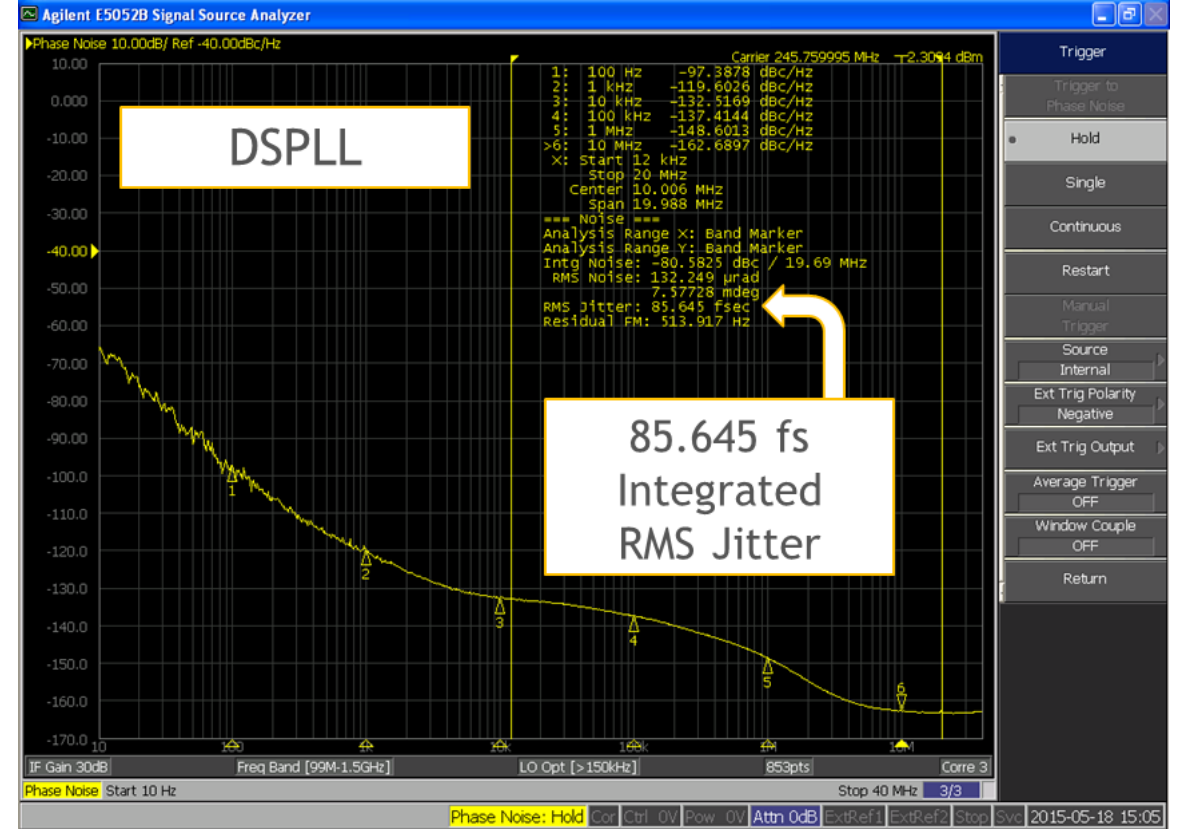 Agilent E5052B Signal Source Analyzer
Phase Noise 10.00dB/ Ref -40.00dBc/Hz
Carrier 245.759995 MHz 2.3094 dBm
10.00
0.000
-10.00
-20.00
-30.00
-40.00
-50.00
-60.00
-70.00
-80.00
-90.00
-100.0
-110.0
-120.0
-130.0
-140.0
-150.0
-160.0
-170.0
DSPLL
1: 100 Hz -97.3878 dBc/Hz
2: 1 kHz -119.6026 dBc/Hz
3: 10 kHz -132.5169 dBc/Hz
4: 100 kHz -137.4144 dBc/Hz
5: 1 MHz -148.6013 dBc/Hz
>6: 10 MHz -162.6897 dBc/Hz
X: Start 12 kHz
Stop 20 MHz
Center 10.006 MHz
Span 19.988 MHz
=== Noise ===
Analysis Range X: Band Marker
Analysis Range Y: Band Marker
Intg Noise: -80.5825 dBc / 19.69 MHz
RMS Noise: 132.249 µrad
7.57728 mdeg
RMS Jitter: 85.645 fsec
Residual FM: 513.917 Hz
85.645 fs
Integrated
RMS Jitter
1
2
3
4
5
6
10 100 1k 10k 100k 1M 10M
IF Gain 30dB Freq Band [99M-1.5GHz] LO Opt [>150kHz] 853pts Corre 3
Phase Noise Start 10 Hz Stop 40 MHz 3/3
Trigger
Trigger to
Phase Noise
Hold
Single
Continuous
Restart
Manual
Trigger
Source
Internal
Ext Trig Polarity
Negative
Ext Trig Output
Average Trigger
OFF
Window Couple
OFF
Return
Phase Noise: Hold Cor Ctrl 0V Pow 0V Attn 0dB ExtRef1 ExtRef2 Stop Svc 2015-05-18 15:05